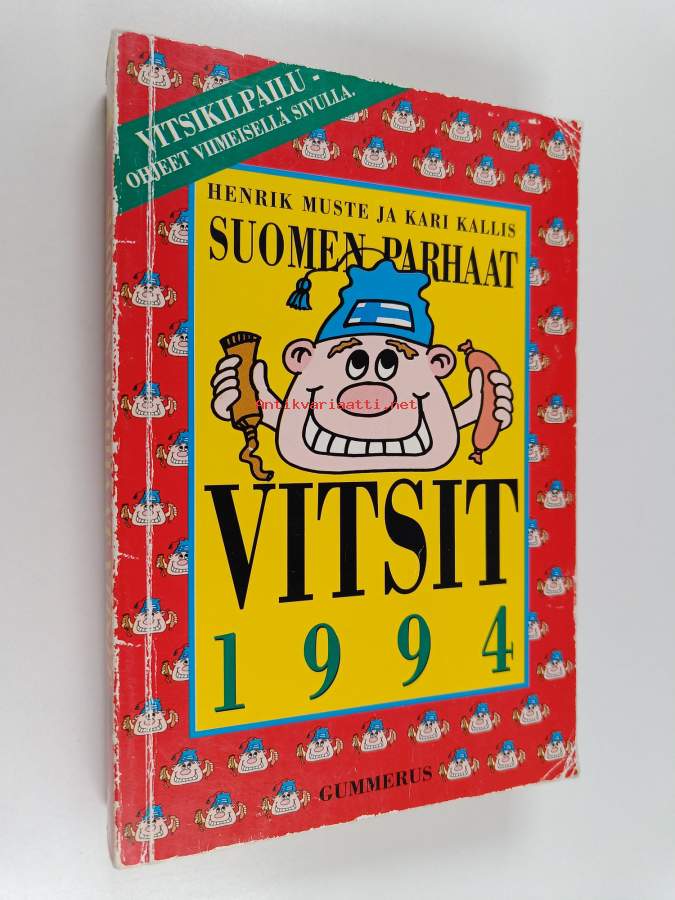 VITSIKILPAILU -
OHJEET VIIMEISELLÄ SIVULLA.
HENRIK MUSTE JA KARI KALLIS
SUOMEN PARHAAT
Antikvariaatti.net
VITSIT
1994
GUMMERUS